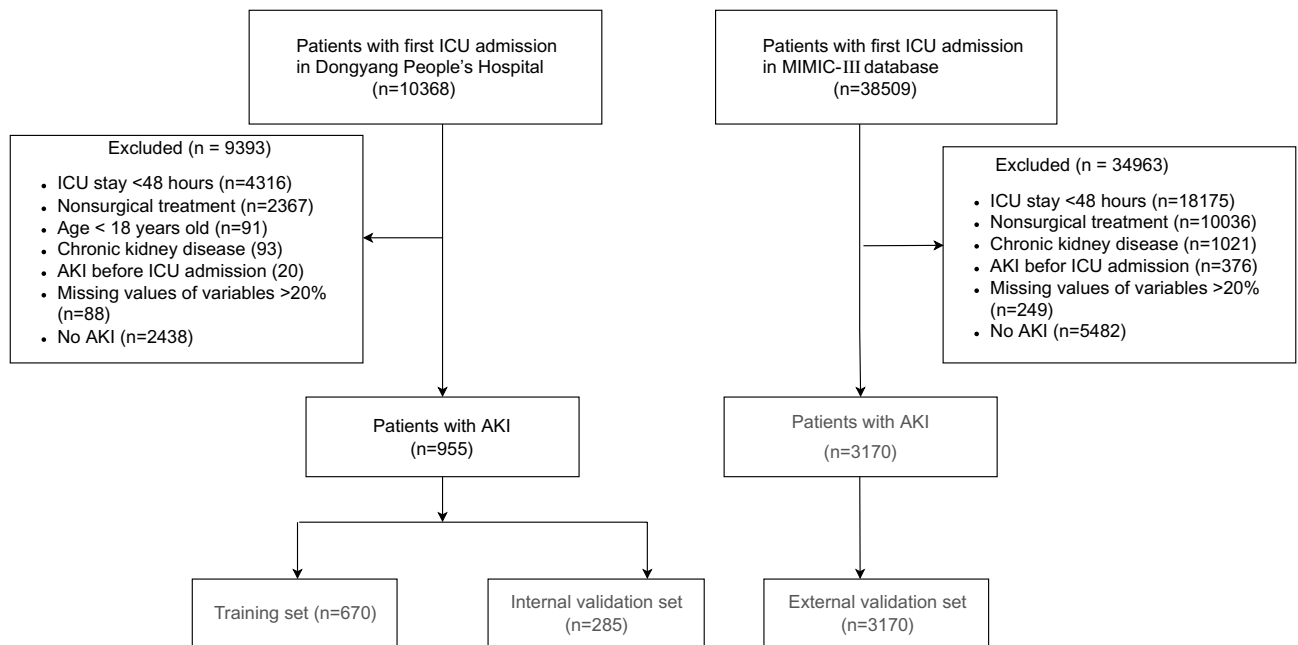 Patients with first ICU admission
in Dongyang People’s Hospital
(n=10368)
Patients with first ICU admission
in MIMIC-III database
(n=38509)
Excluded (n = 9393)
• ICU stay <48 hours (n=4316)
• Nonsurgical treatment (n=2367)
• Age < 18 years old (n=91)
• Chronic kidney disease (93)
• AKI before ICU admission (20)
• Missing values of variables >20%
(n=88)
• No AKI (n=2438)
Excluded (n = 34963)
• ICU stay <48 hours (n=18175)
• Nonsurgical treatment (n=10036)
• Chronic kidney disease (n=1021)
• AKI befor ICU admission (n=376)
• Missing values of variables >20%
(n=249)
• No AKI (n=5482)
Patients with AKI
(n=955)
Patients with AKI
(n=3170)
Training set (n=670)
Internal validation set
(n=285)
External validation set
(n=3170)